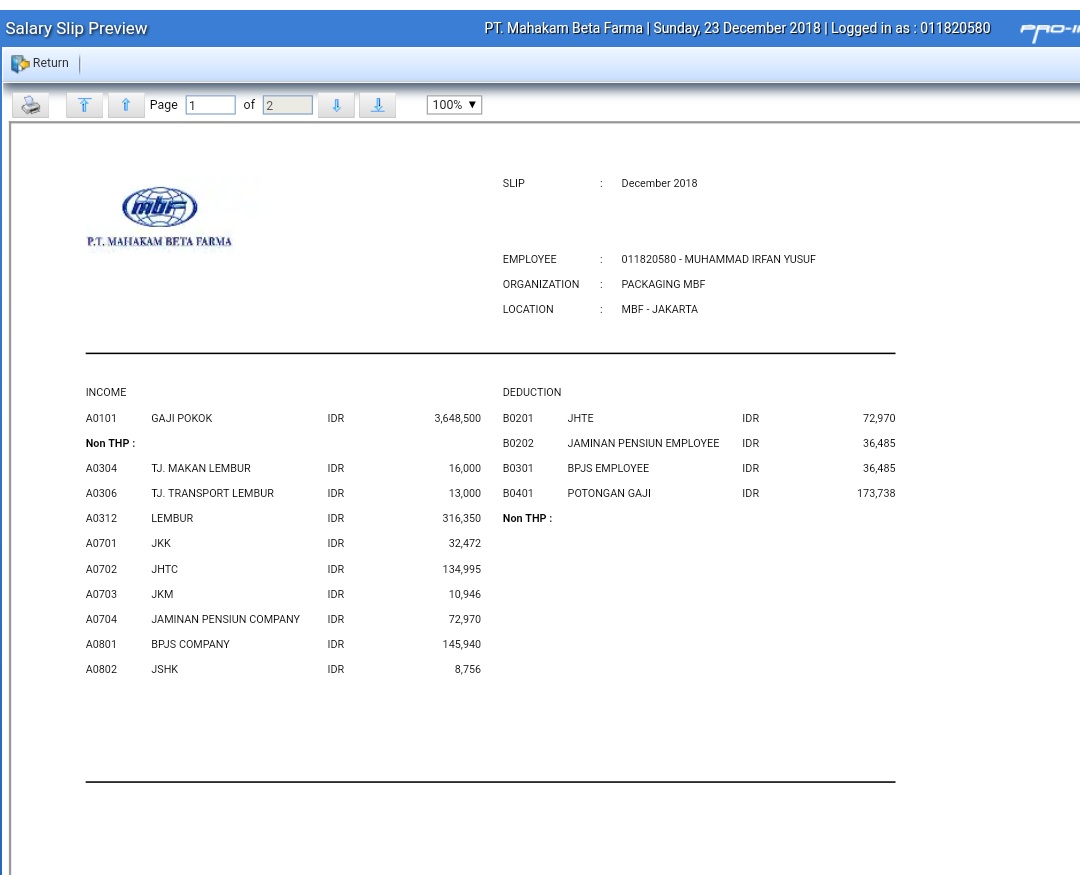 Salary Slip Preview PT. Mahakam Beta Farma | Sunday, 23 December 2018 | Logged in as : 011820580
Return
Page 1 of 2 100% ▼
SLIP : December 2018
mbf
P.T. MAHAKAM BETA FARMA
EMPLOYEE : 011820580 - MUHAMMAD IRFAN YUSUF
ORGANIZATION : PACKAGING MBF
LOCATION : MBF - JAKARTA
INCOME DEDUCTION
A0101 GAJI POKOK IDR 3,648,500 B0201 JHTE IDR 72,970
Non THP : B0202 JAMINAN PENSIUN EMPLOYEE IDR 36,485
A0304 TJ. MAKAN LEMBUR IDR 16,000 B0301 BPJS EMPLOYEE IDR 36,485
A0306 TJ. TRANSPORT LEMBUR IDR 13,000 B0401 POTONGAN GAJI IDR 173,738
A0312 LEMBUR IDR 316,350 Non THP :
A0701 JKK IDR 32,472
A0702 JHTC IDR 134,995
A0703 JKM IDR 10,946
A0704 JAMINAN PENSIUN COMPANY IDR 72,970
A0801 BPJS COMPANY IDR 145,940
A0802 JSHK IDR 8,756